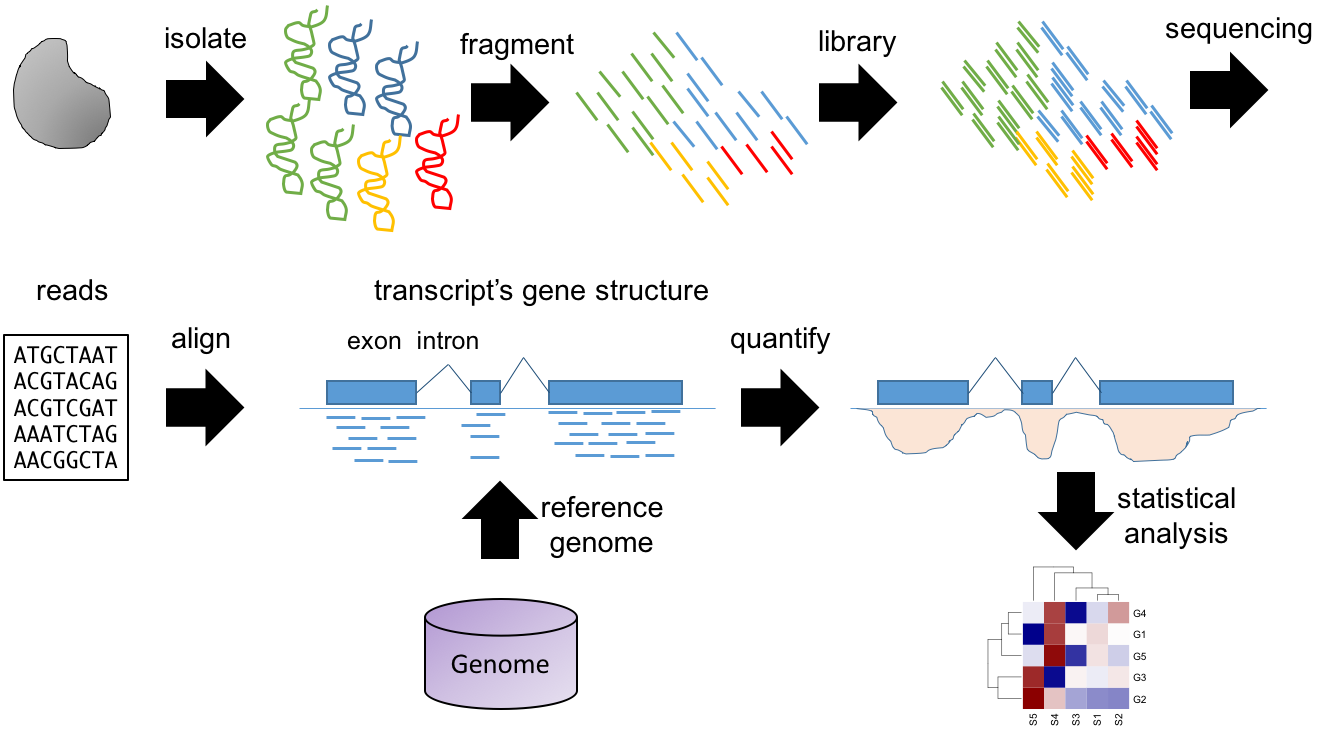 isolate
fragment
library
sequencing
reads
transcript’s gene structure
ATGCTAAT
ACGTACAG
ACGTCGAT
AAATCTAG
AACGGCTA
align
exon intron
quantify
reference
genome
Genome
statistical
analysis
G4
G1
G5
G3
G2
S5 S4 S3 S1 S2